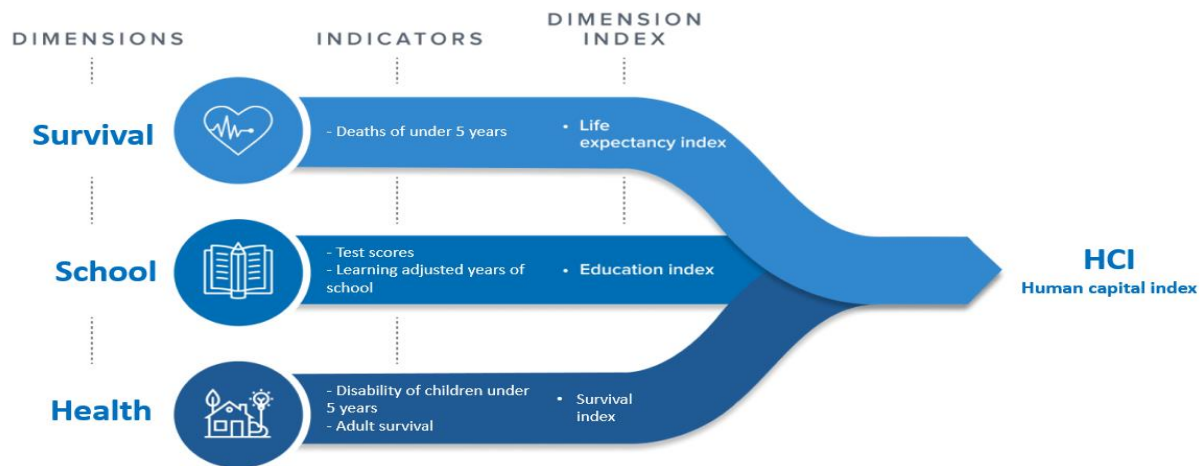 DIMENSIONS
INDICATORS
DIMENSION
INDEX
Survival
- Deaths of under 5 years
• Life
expectancy index
School
- Test scores
- Learning adjusted years of
school
• Education index
HCI
Human capital index
Health
- Disability of children under
5 years
- Adult survival
• Survival
index